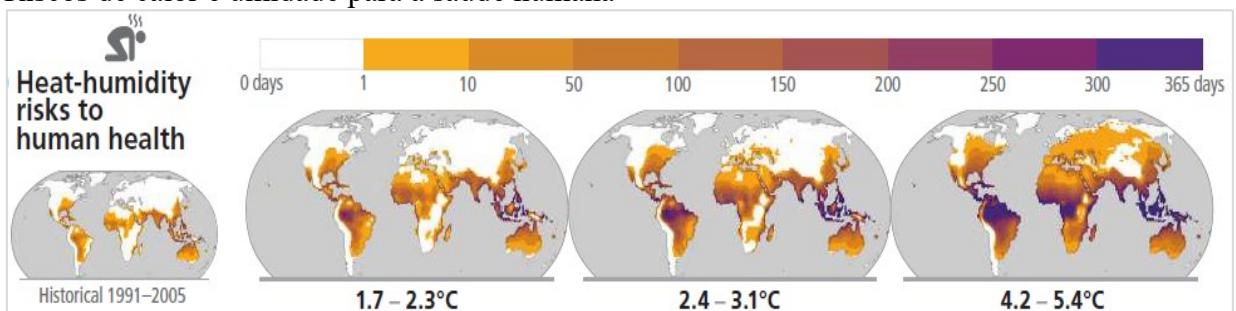 Riscos de calor e umidade para a saúde humana
Heat-humidity
risks to
human health
0 days 1 10 50 100 150 200 250 300 365 days
Historical 1991–2005
1.7 – 2.3°C
2.4 – 3.1°C
4.2 – 5.4°C